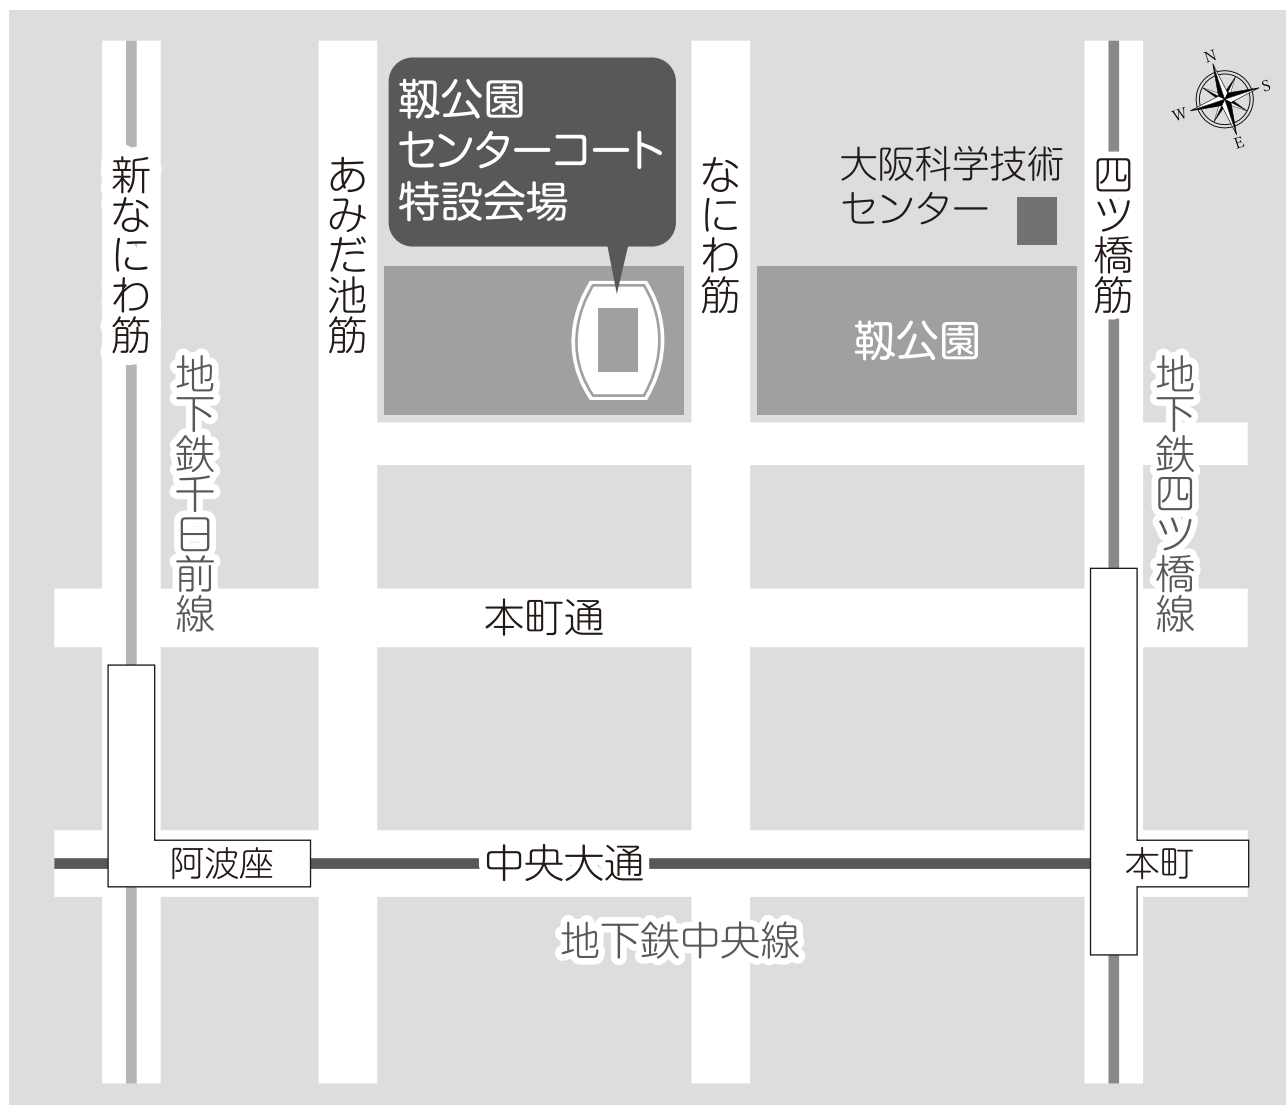 靱公園
センターコート
特設会場
N
S
W
E
大阪科学技術
センター
新なにわ筋
あみだ池筋
なにわ筋
四ツ橋筋
靱公園
地下鉄千日前線
地下鉄四ツ橋線
本町通
阿波座
中央大通
本町
地下鉄中央線